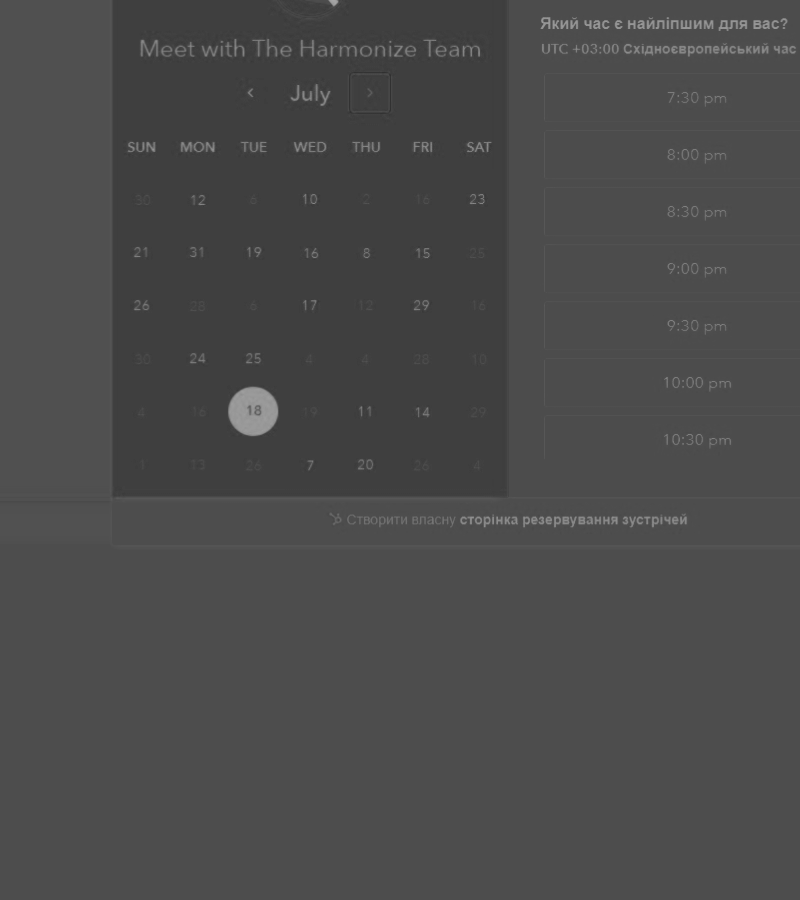 Meet with The Harmonize Team
July
SUN MON TUE WED THU FRI SAT
30 12 6 10 2 16 23
21 31 19 16 8 15 25
26 28 6 17 12 29 16
30 24 25 4 4 28 10
4 16 18 19 11 14 29
1 13 26 7 20 26 4
Який час є найліпшим для вас?
UTC +03:00 Східноєвропейський час
7:30 pm
8:00 pm
8:30 pm
9:00 pm
9:30 pm
10:00 pm
10:30 pm
Створити власну сторінка резервування зустрічей